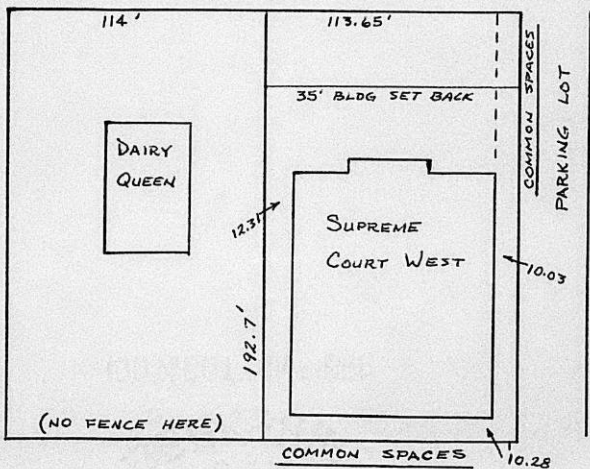 114'
113.65'
35' BLDG SET BACK
COMMON SPACES
PARKING LOT
DAIRY
QUEEN
12.31
SUPREME
COURT WEST
10.03
192.7'
(NO FENCE HERE)
COMMON SPACES
10.28